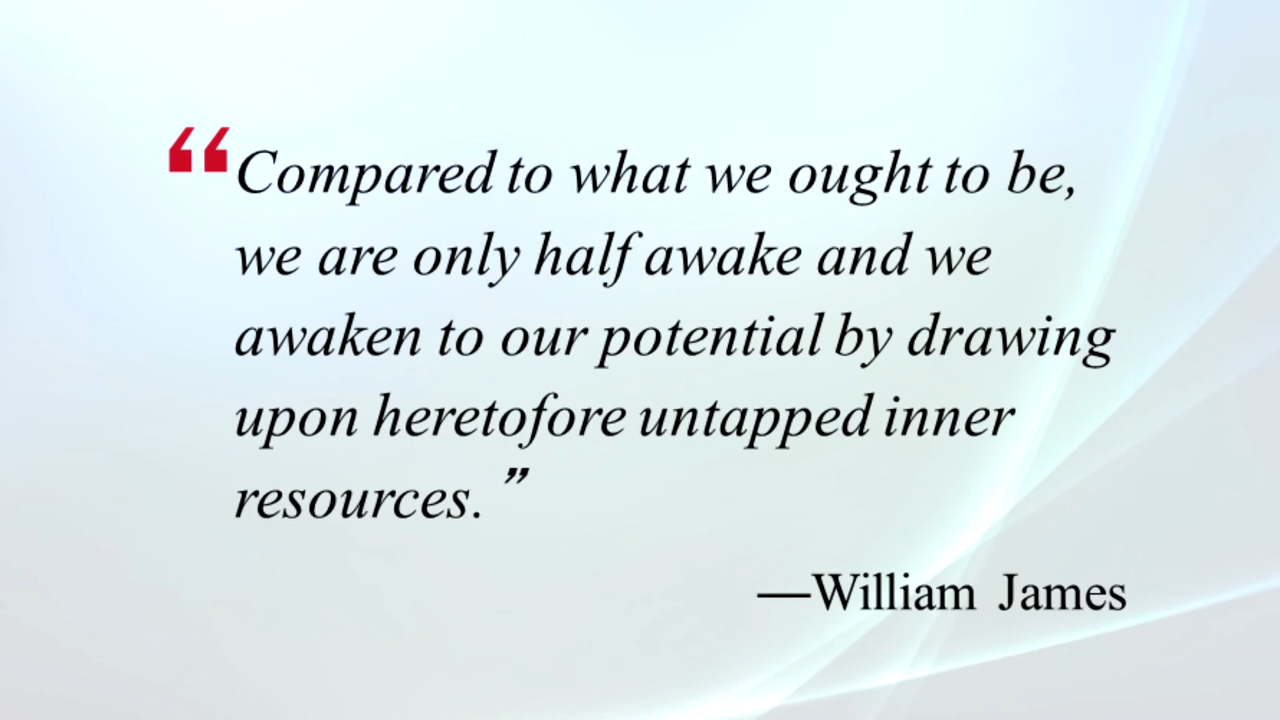 “Compared to what we ought to be,
we are only half awake and we
awaken to our potential by drawing
upon heretofore untapped inner
resources. ”
—William James